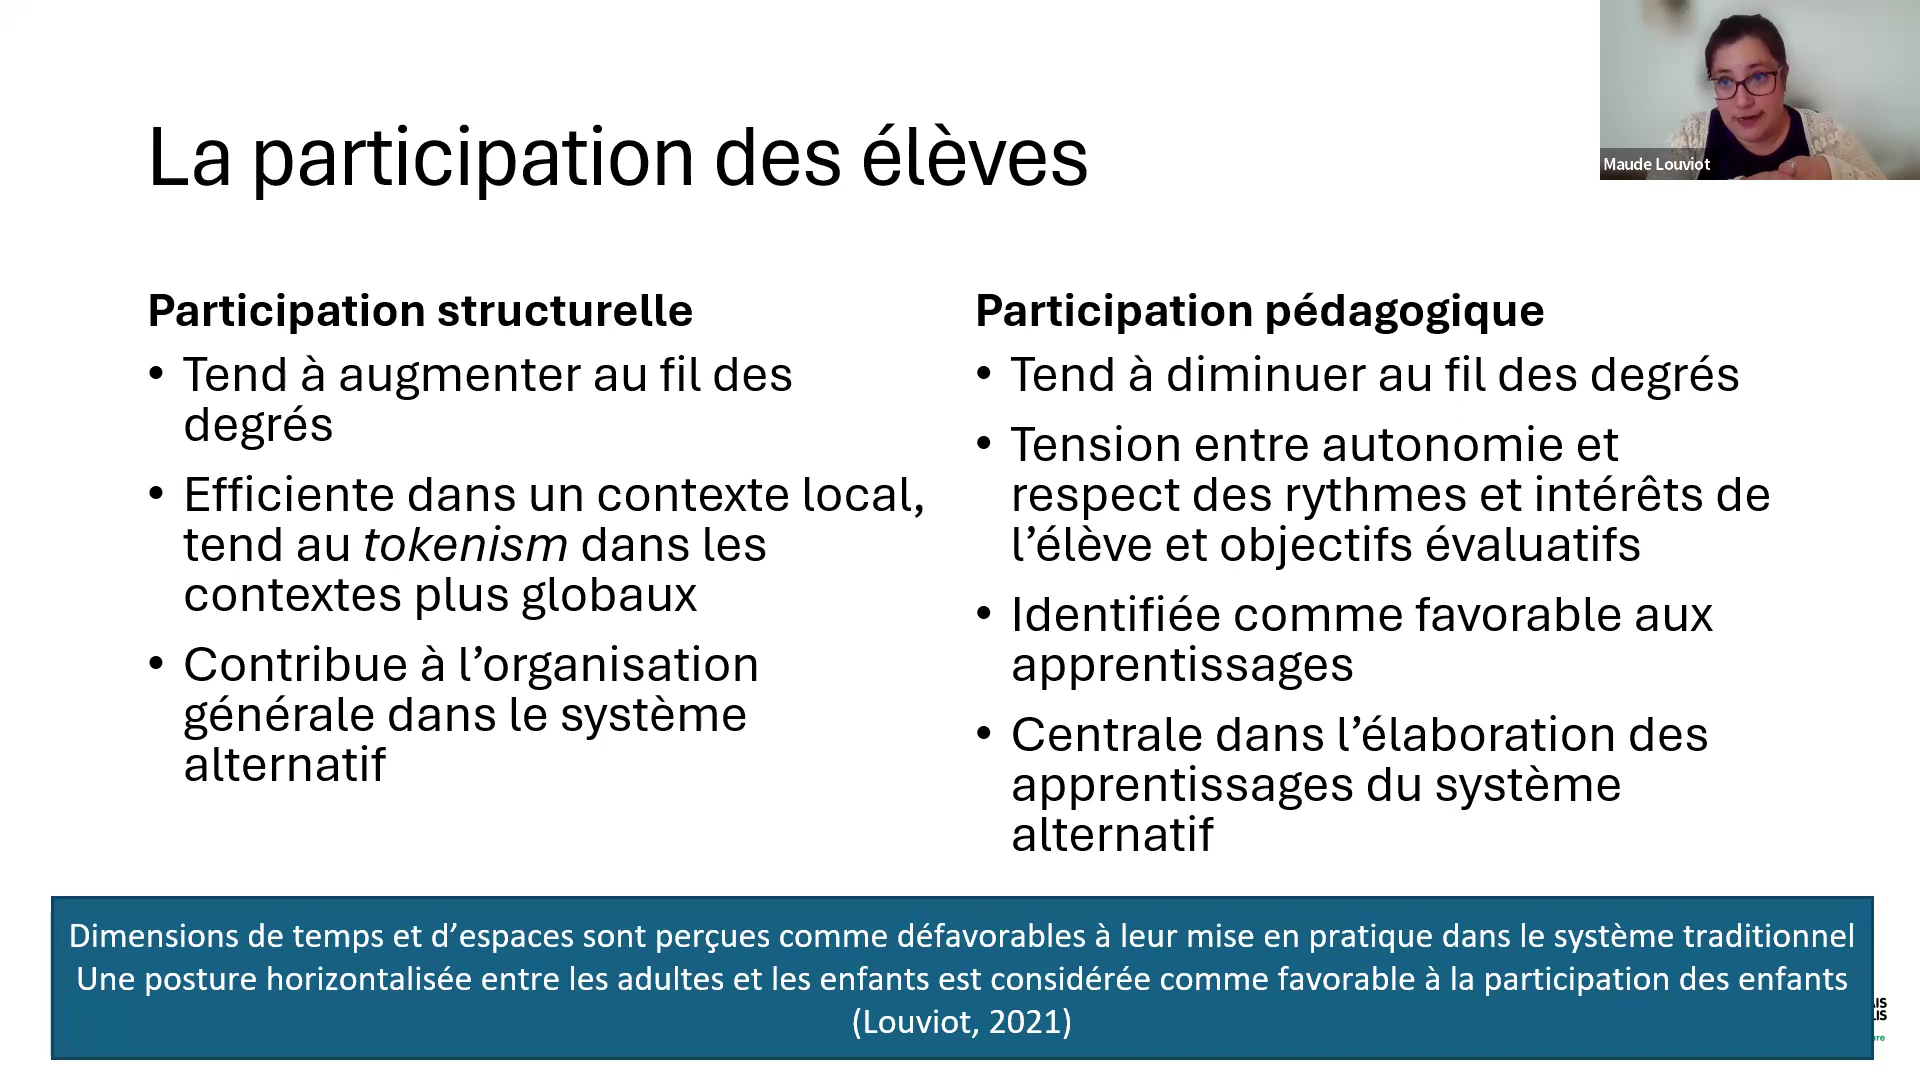 Maude Louviot
La participation des élèves
Participation structurelle
• Tend à augmenter au fil des
degrés
• Efficiente dans un contexte local,
tend au tokenism dans les
contextes plus globaux
• Contribue à l’organisation
générale dans le système
alternatif
Participation pédagogique
• Tend à diminuer au fil des degrés
• Tension entre autonomie et
respect des rythmes et intérêts de
l’élève et objectifs évaluatifs
• Identifiée comme favorable aux
apprentissages
• Centrale dans l’élaboration des
apprentissages du système
alternatif
Dimensions de temps et d’espaces sont perçues comme défavorables à leur mise en pratique dans le système traditionnel
Une posture horizontalisée entre les adultes et les enfants est considérée comme favorable à la participation des enfants
(Louviot, 2021)